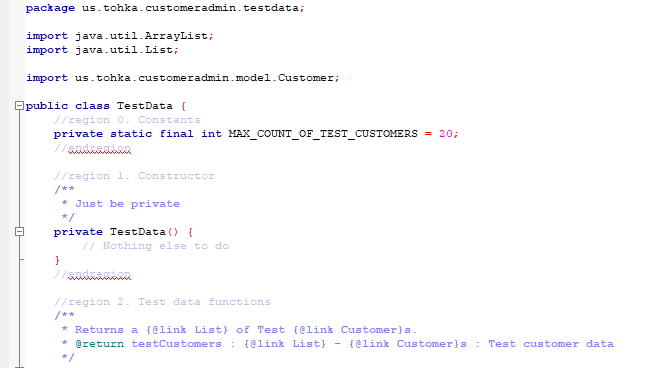 package us.tohka.customeradmin.testdata;
import java.util.ArrayList;
import java.util.List;
import us.tohka.customeradmin.model.Customer;
public class TestData {
//region 0. Constants
private static final int MAX_COUNT_OF_TEST_CUSTOMERS = 20;
//endregion
//region 1. Constructor
/**
* Just be private
*/
private TestData() {
// Nothing else to do
}
//endregion
//region 2. Test data functions
/**
* Returns a {@link List} of Test {@link Customer}s.
* @return testCustomers : {@link List} - {@link Customer}s : Test customer data
*/